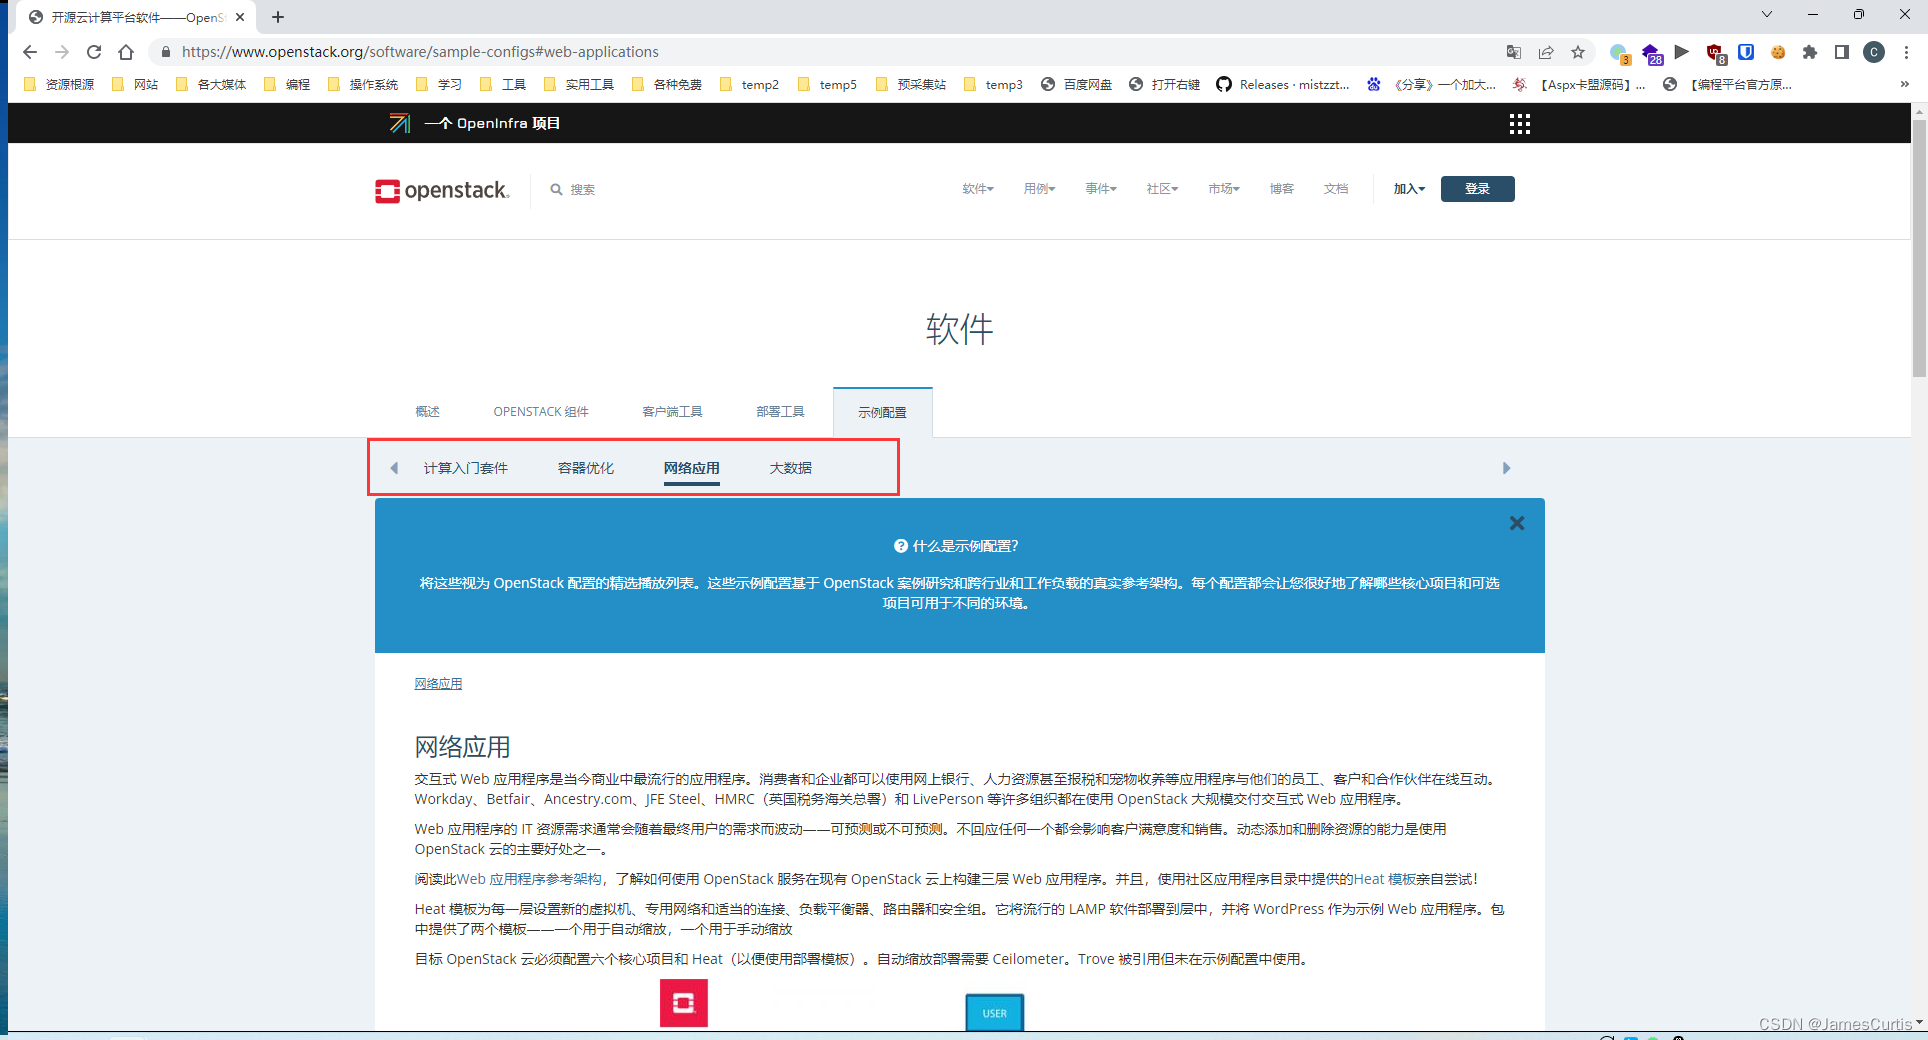 开源云计算平台软件——OpenS
https://www.openstack.org/software/sample-configs#web-applications
3
28
8
C
资源根源 网站 各大媒体 编程 操作系统 学习 工具 实用工具 各种免费 temp2 temp5 预采集站 temp3 百度网盘 打开右键 Releases · mistzzt... 《分享》一个加大... 【Aspx卡盟源码】... 【编程平台官方原... »
一个 OpenInfra 项目
openstack.
搜索
软件 用例 事件 社区 市场 博客 文档 加入 登录
软件
概述 OPENSTACK 组件 客户端工具 部署工具 示例配置
计算入门套件 容器优化 网络应用 大数据
什么是示例配置？
将这些视为 OpenStack 配置的精选播放列表。这些示例配置基于 OpenStack 案例研究和跨行业和工作负载的真实参考架构。每个配置都会让您很好地了解哪些核心项目和可选
项目可用于不同的环境。
网络应用
网络应用
交互式 Web 应用程序是当今商业中最流行的应用程序。消费者和企业都可以使用网上银行、人力资源甚至报税和宠物收养等应用程序与他们的员工、客户和合作伙伴在线互动。
Workday、Betfair、Ancestry.com、JFE Steel、HMRC（英国税务海关总署）和 LivePerson 等许多组织都在使用 OpenStack 大规模交付交互式 Web 应用程序。
Web 应用程序的 IT 资源需求通常会随着最终用户的需求而波动——可预测或不可预测。不回应任何一个都会影响客户满意度和销售。动态添加和删除资源的能力是使用
OpenStack 云的主要好处之一。
阅读此Web 应用程序参考架构，了解如何使用 OpenStack 服务在现有 OpenStack 云上构建三层 Web 应用程序。并且，使用社区应用程序目录中提供的Heat 模板亲自尝试！
Heat 模板为每一层设置新的虚拟机、专用网络和适当的连接、负载平衡器、路由器和安全组。它将流行的 LAMP 软件部署到层中，并将 WordPress 作为示例 Web 应用程序。包
中提供了两个模板——一个用于自动缩放，一个用于手动缩放
目标 OpenStack 云必须配置六个核心项目和 Heat（以便使用部署模板）。自动缩放部署需要 Ceilometer。Trove 被引用但未在示例配置中使用。
USER
CSDN @JamesCurtis